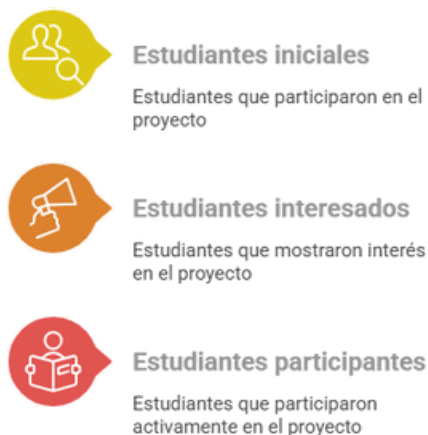 Estudiantes iniciales
Estudiantes que participaron en el
proyecto
Estudiantes interesados
Estudiantes que mostraron interés
en el proyecto
Estudiantes participantes
Estudiantes que participaron
activamente en el proyecto